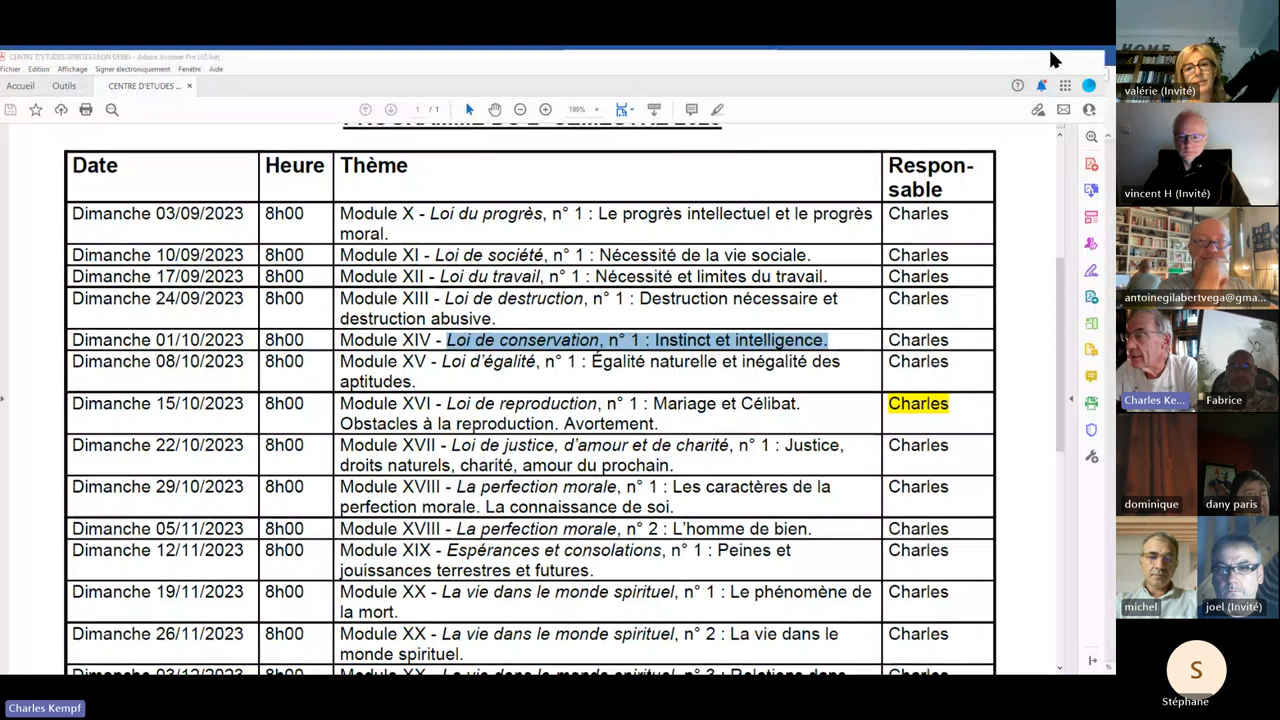 CENTRE D'ETUDES SPIRITES LEON DENIS - Adobe Acrobat Pro
Fichier Edition Affichage Signer électroniquement Fenêtre Aide
Accueil Outils CENTRE D'ETUDES ... ×
1 / 1 199%
Date Heure Thème Respon-
sable
Dimanche 03/09/2023 8h00 Module X - Loi du progrès, n° 1 : Le progrès intellectuel et le progrès Charles
moral.
Dimanche 10/09/2023 8h00 Module XI - Loi de société, n° 1 : Nécessité de la vie sociale. Charles
Dimanche 17/09/2023 8h00 Module XII - Loi du travail, n° 1 : Nécessité et limites du travail. Charles
Dimanche 24/09/2023 8h00 Module XIII - Loi de destruction, n° 1 : Destruction nécessaire et Charles
destruction abusive.
Dimanche 01/10/2023 8h00 Module XIV - Loi de conservation, n° 1 : Instinct et intelligence. Charles
Dimanche 08/10/2023 8h00 Module XV - Loi d'égalité, n° 1 : Égalité naturelle et inégalité des Charles
aptitudes.
Dimanche 15/10/2023 8h00 Module XVI - Loi de reproduction, n° 1 : Mariage et Célibat. Charles
Obstacles à la reproduction. Avortement.
Dimanche 22/10/2023 8h00 Module XVII - Loi de justice, d'amour et de charité, n° 1 : Justice, Charles
droits naturels, charité, amour du prochain.
Dimanche 29/10/2023 8h00 Module XVIII - La perfection morale, n° 1 : Les caractères de la Charles
perfection morale. La connaissance de soi.
Dimanche 05/11/2023 8h00 Module XVIII - La perfection morale, n° 2 : L'homme de bien. Charles
Dimanche 12/11/2023 8h00 Module XIX - Espérances et consolations, n° 1 : Peines et Charles
jouissances terrestres et futures.
Dimanche 19/11/2023 8h00 Module XX - La vie dans le monde spirituel, n° 1 : Le phénomène de Charles
la mort.
Dimanche 26/11/2023 8h00 Module XX - La vie dans le monde spirituel, n° 2 : La vie dans le Charles
monde spirituel.
HOME
valérie (Invité)
vincent H (Invité)
antoinegilabertvega@gma...
Charles Ke... Fabrice
dominique dany paris
michel joel (Invité)
S
Stéphane
Charles Kempf